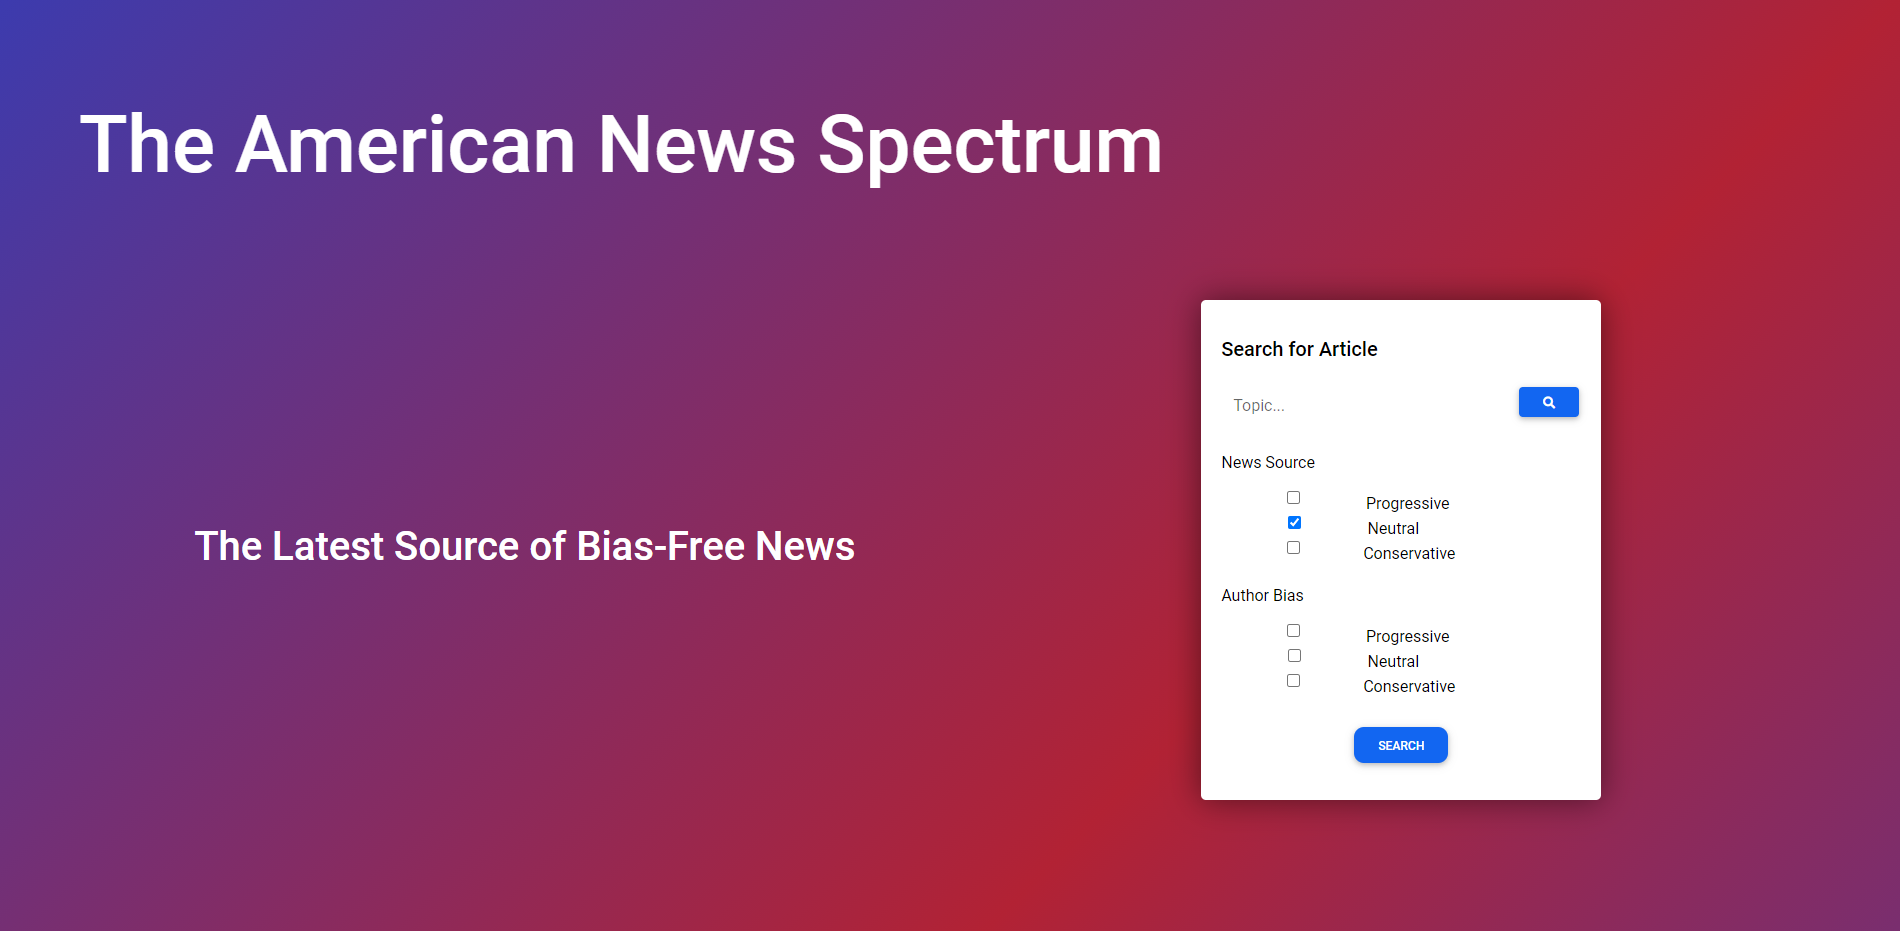 The American News Spectrum
The Latest Source of Bias-Free News
Search for Article
Topic...
News Source
Progressive
Neutral
Conservative
Author Bias
Progressive
Neutral
Conservative
SEARCH